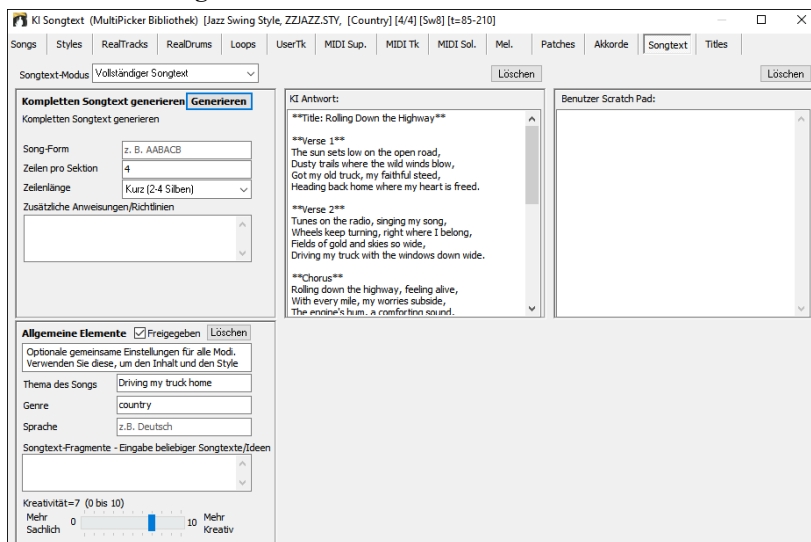 KI Songtext (MultiPicker Bibliothek) [Jazz Swing Style, ZZJAZZ.STY, [Country] [4/4] [Sw8] [t=85-210]
Songs Styles RealTracks RealDrums Loops UserTk MIDI Sup. MIDI Tk MIDI Sol. Mel. Patches Akkorde Songtext Titles
Songtext-Modus Vollständiger Songtext Löschen Löschen
Kompletten Songtext generieren Generieren
Kompletten Songtext generieren
Song-Form z. B. AABACB
Zeilen pro Sektion 4
Zeilenlänge Kurz (2-4 Silben)
Zusätzliche Anweisungen/Richtlinien
KI Antwort:
**Title: Rolling Down the Highway**
**Verse 1**
The sun sets low on the open road,
Dusty trails where the wild winds blow,
Got my old truck, my faithful steed,
Heading back home where my heart is freed.
**Verse 2**
Tunes on the radio, singing my song,
Wheels keep turning, right where I belong,
Fields of gold and skies so wide,
Driving my truck with the windows down wide.
**Chorus**
Rolling down the highway, feeling alive,
With every mile, my worries subside,
The engine's hum, a comforting sound,
Benutzer Scratch Pad:
Allgemeine Elemente Freigegeben Löschen
Optionale gemeinsame Einstellungen für alle Modi.
Verwenden Sie diese, um den Inhalt und den Style
Thema des Songs Driving my truck home
Genre country
Sprache z.B. Deutsch
Songtext-Fragmente - Eingabe beliebiger Songtexte/Ideen
Kreativität=7 (0 bis 10)
Mehr Sachlich 0 10 Mehr Kreativ